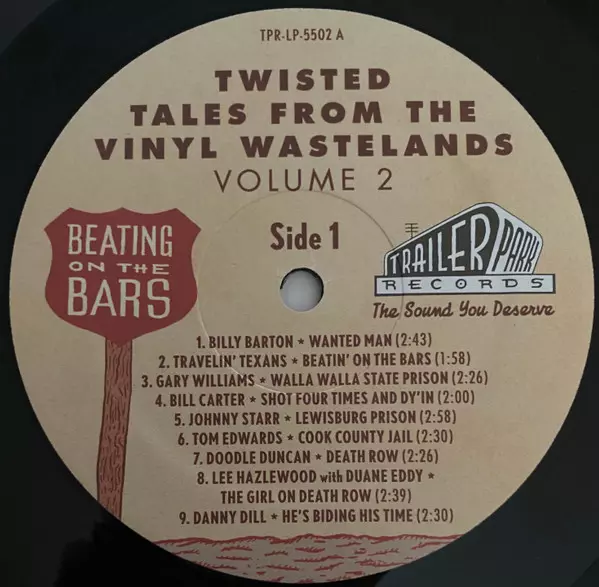 TPR-LP-5502 A
TWISTED
TALES FROM THE
VINYL WASTELANDS
VOLUME 2
Side 1
BEATING
ON THE
BARS
TRAILER PARK
RECORDS
The Sound You Deserve
1. BILLY BARTON ★ WANTED MAN (2:43)
2. TRAVELIN' TEXANS ★ BEATIN' ON THE BARS (1:58)
3. GARY WILLIAMS ★ WALLA WALLA STATE PRISON (2:26)
4. BILL CARTER ★ SHOT FOUR TIMES AND DY'IN (2:00)
5. JOHNNY STARR ★ LEWISBURG PRISON (2:58)
6. TOM EDWARDS ★ COOK COUNTY JAIL (2:30)
7. DOODLE DUNCAN ★ DEATH ROW (2:26)
8. LEE HAZLEWOOD with DUANE EDDY ★
THE GIRL ON DEATH ROW (2:39)
9. DANNY DILL ★ HE'S BIDING HIS TIME (2:30)